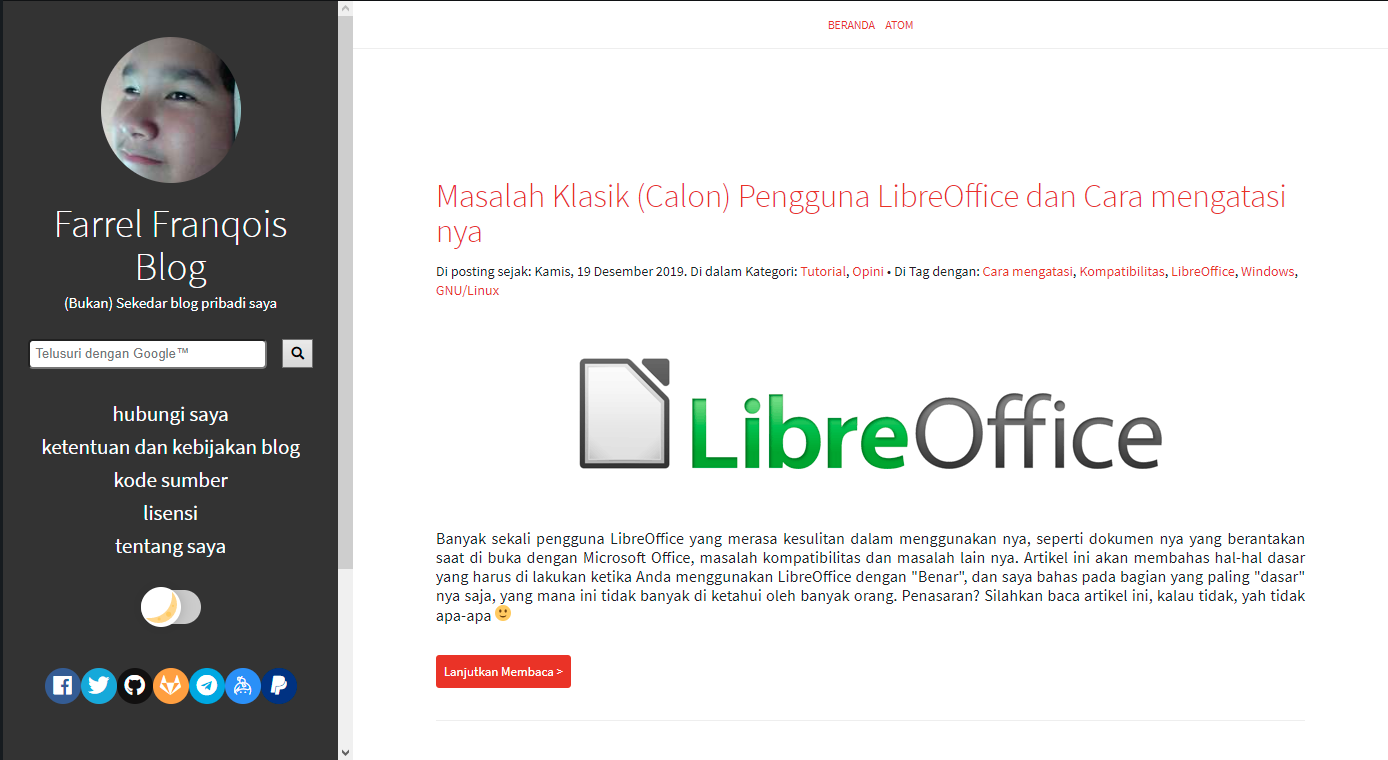 Farrel Franqois
Blog
(Bukan) Sekedar blog pribadi saya
Telusuri dengan Google™
hubungi saya
ketentuan dan kebijakan blog
kode sumber
lisensi
tentang saya
BERANDA ATOM
Masalah Klasik (Calon) Pengguna LibreOffice dan Cara mengatasi
nya
Di posting sejak: Kamis, 19 Desember 2019. Di dalam Kategori: Tutorial, Opini • Di Tag dengan: Cara mengatasi, Kompatibilitas, LibreOffice, Windows,
GNU/Linux
LibreOffice
Banyak sekali pengguna LibreOffice yang merasa kesulitan dalam menggunakan nya, seperti dokumen nya yang berantakan
saat di buka dengan Microsoft Office, masalah kompatibilitas dan masalah lain nya. Artikel ini akan membahas hal-hal dasar
yang harus di lakukan ketika Anda menggunakan LibreOffice dengan "Benar", dan saya bahas pada bagian yang paling "dasar"
nya saja, yang mana ini tidak banyak di ketahui oleh banyak orang. Penasaran? Silahkan baca artikel ini, kalau tidak, yah tidak
apa-apa 🙂
Lanjutkan Membaca >